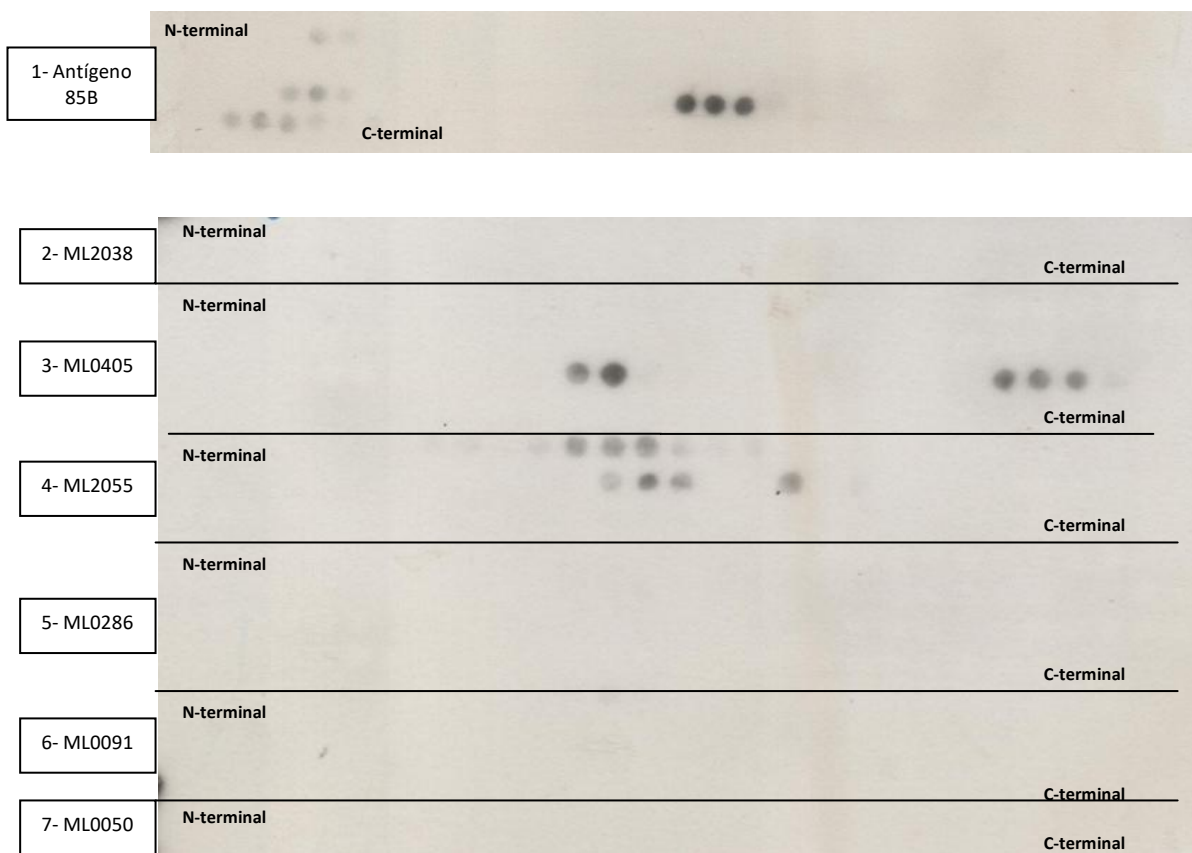 N-terminal
1- Antígeno
85B
C-terminal
N-terminal
2- ML2038
C-terminal
N-terminal
3- ML0405
C-terminal
N-terminal
4- ML2055
C-terminal
N-terminal
5- ML0286
C-terminal
N-terminal
6- ML0091
C-terminal
N-terminal
7- ML0050
C-terminal